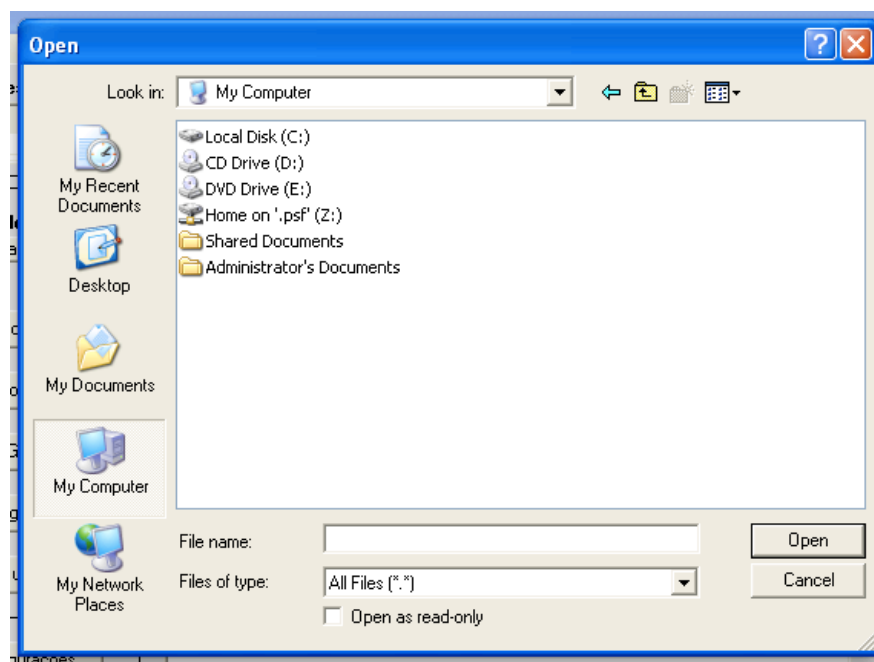 Open
Look in: My Computer
My Recent
Documents
Desktop
My Documents
My Computer
My Network
Places
Local Disk (C:)
CD Drive (D:)
DVD Drive (E:)
Home on '.psf' (Z:)
Shared Documents
Administrator's Documents
File name:
Open
Files of type: All Files (*.*)
Cancel
Open as read-only